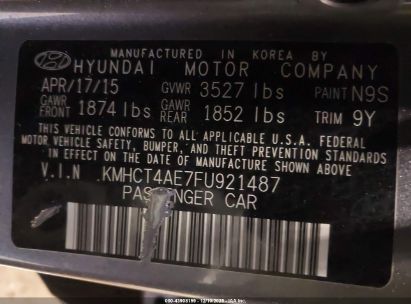 MANUFACTURED IN KOREA BY
HYUNDAI MOTOR COMPANY
APR/17/15 GVWR 3527 lbs PAINT N9S
GAWR 1874 lbs GAWR 1852 lbs TRIM 9Y
THIS VEHICLE CONFORMS TO ALL APPLICABLE U.S.A. FEDERAL
MOTOR VEHICLE SAFETY, BUMPER, AND THEFT PREVENTION STANDARDS
IN EFFECT ON THE DATE OF MANUFACTURE SHOWN ABOVE.
V.I.N. KMHCT4AE7FU921487
PASSENGER CAR